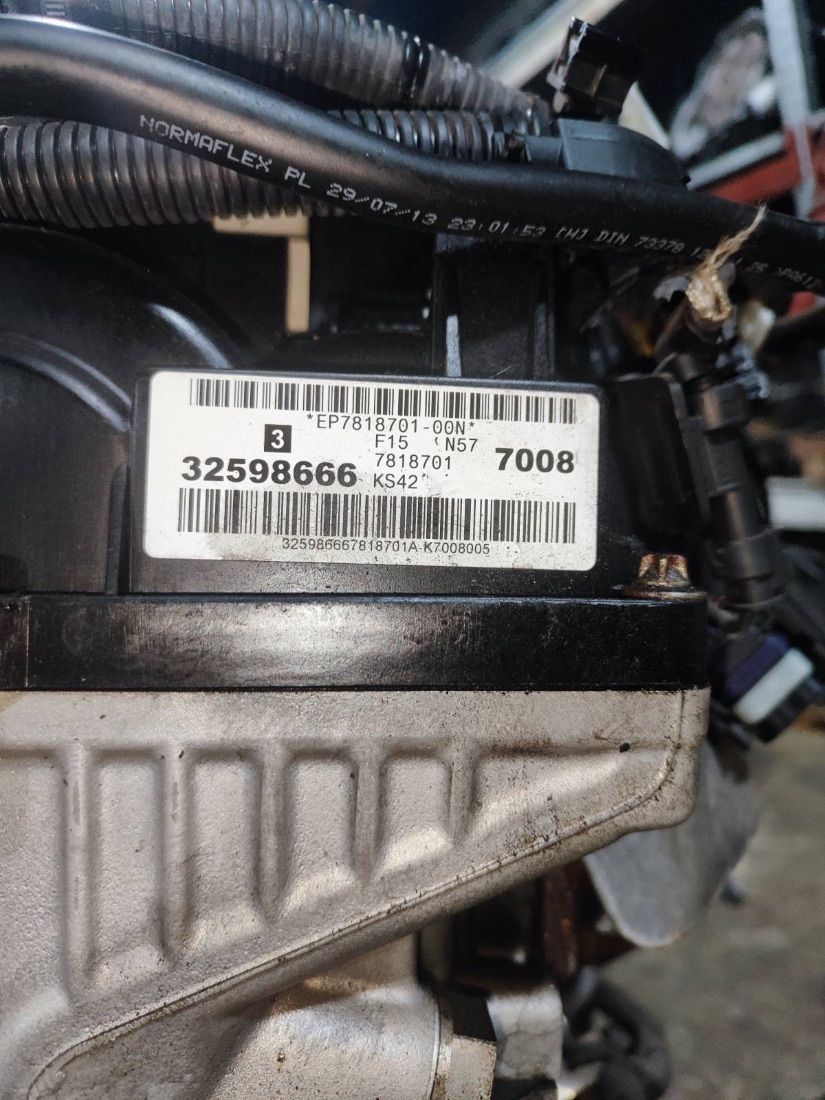 NORMAFLEX PL 29/07/13 23:01:53 [H] DIN 73378
*EP7818701-00N*
3 F15 'N57
32598666 7818701 7008
KS42"
325986667818701A-K7008005